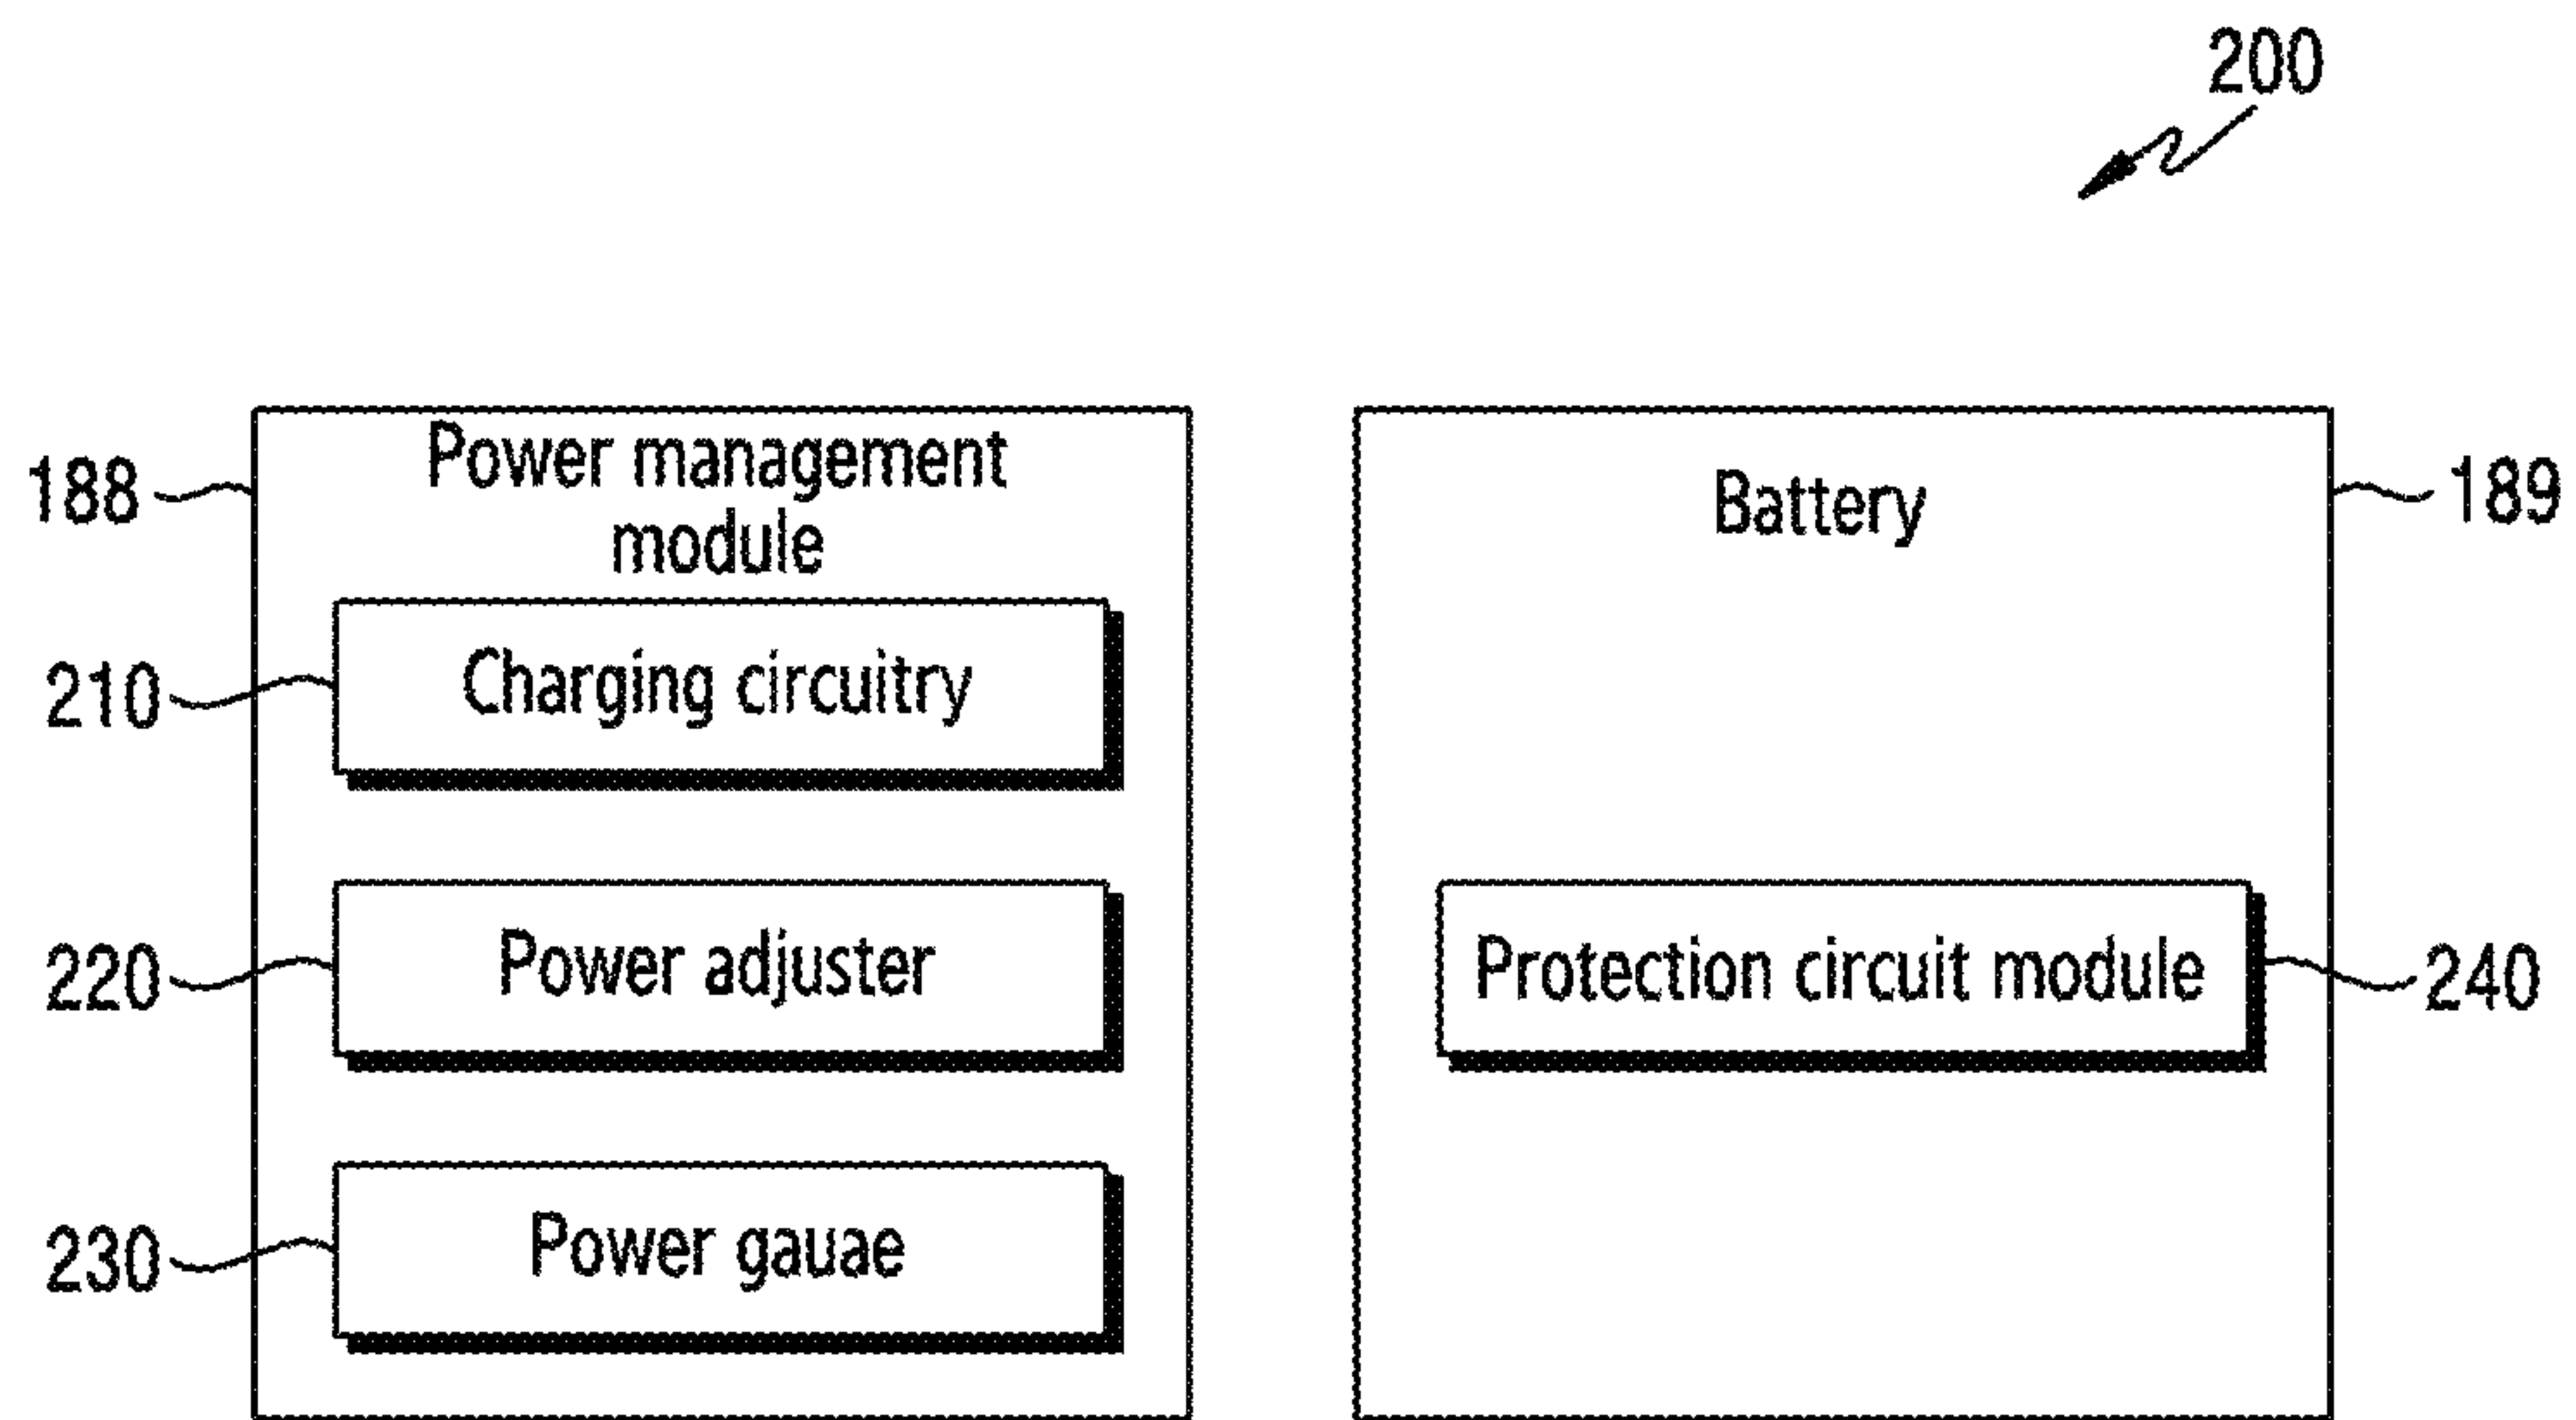 200
Power management
module
188
Battery
189
Charging circuitry
210
Power adjuster
220
Protection circuit module
240
Power gauae
230